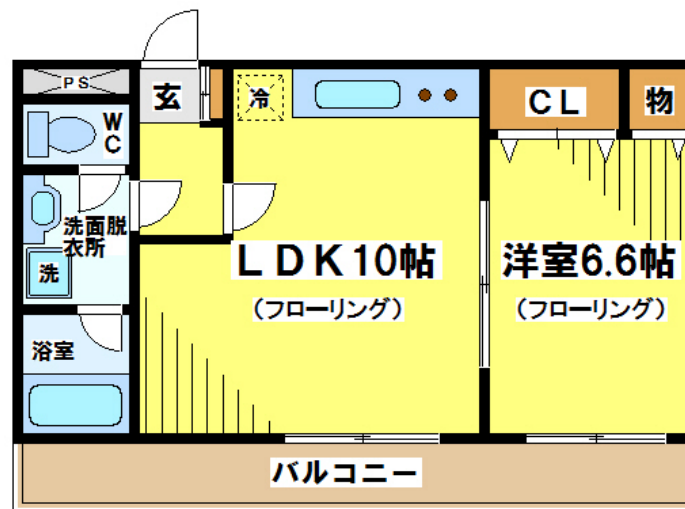 PS
玄
冷
CL
物
WC
洗面脱
衣所
洗
LDK10帖
(フローリング)
洋室6.6帖
(フローリング)
浴室
バルコニー